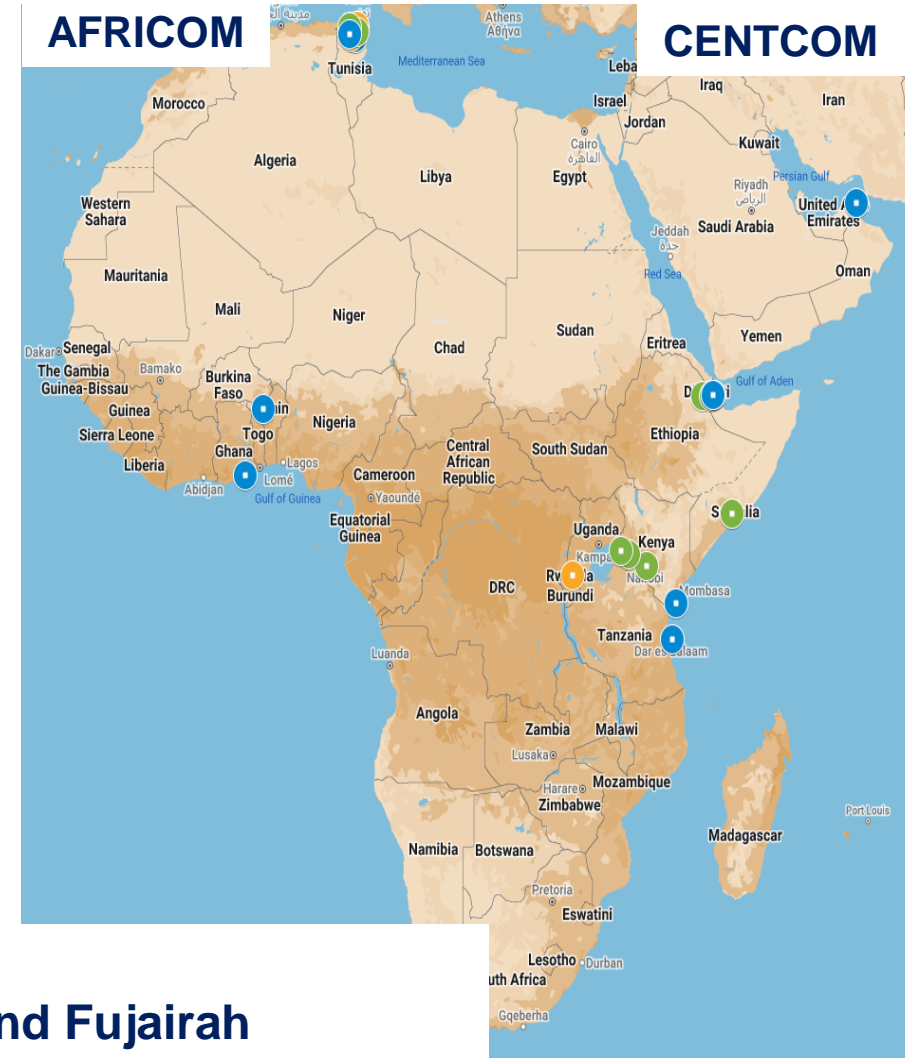 AFRICOM
CENTCOM
Athens
Αθήνα
Tunisia
Mediterranean Sea
Israel
Iraq
Iran
Jordan
Morocco
Cairo
القاهرة
Kuwait
Algeria
Libya
Egypt
Persian Gulf
Riyadh
الرياض
Western
Sahara
United
Emirates
Jeddah
جدة
Saudi Arabia
Red Sea
Oman
Mauritania
Mali
Niger
Sudan
Eritrea
Yemen
Chad
Dakar
Senegal
The Gambia
Bamako
Guinea-Bissau
Burkina
Faso
Gulf of Aden
Guinea
Togo
Nigeria
Ethiopia
Sierra Leone
Ghana
Central
African
Republic
South Sudan
Liberia
Lagos
Lomé
Cameroon
Abidjan
Gulf of Guinea
Yaoundé
Equatorial
Guinea
Uganda
Kenya
DRC
Burundi
Mombasa
Tanzania
Luanda
Angola
Zambia
Malawi
Lusaka
Harare
Mozambique
Zimbabwe
Port Louis
Madagascar
Namibia
Botswana
Pretoria
Eswatini
Lesotho
Durban
uth Africa
Gqeberha
nd Fujairah